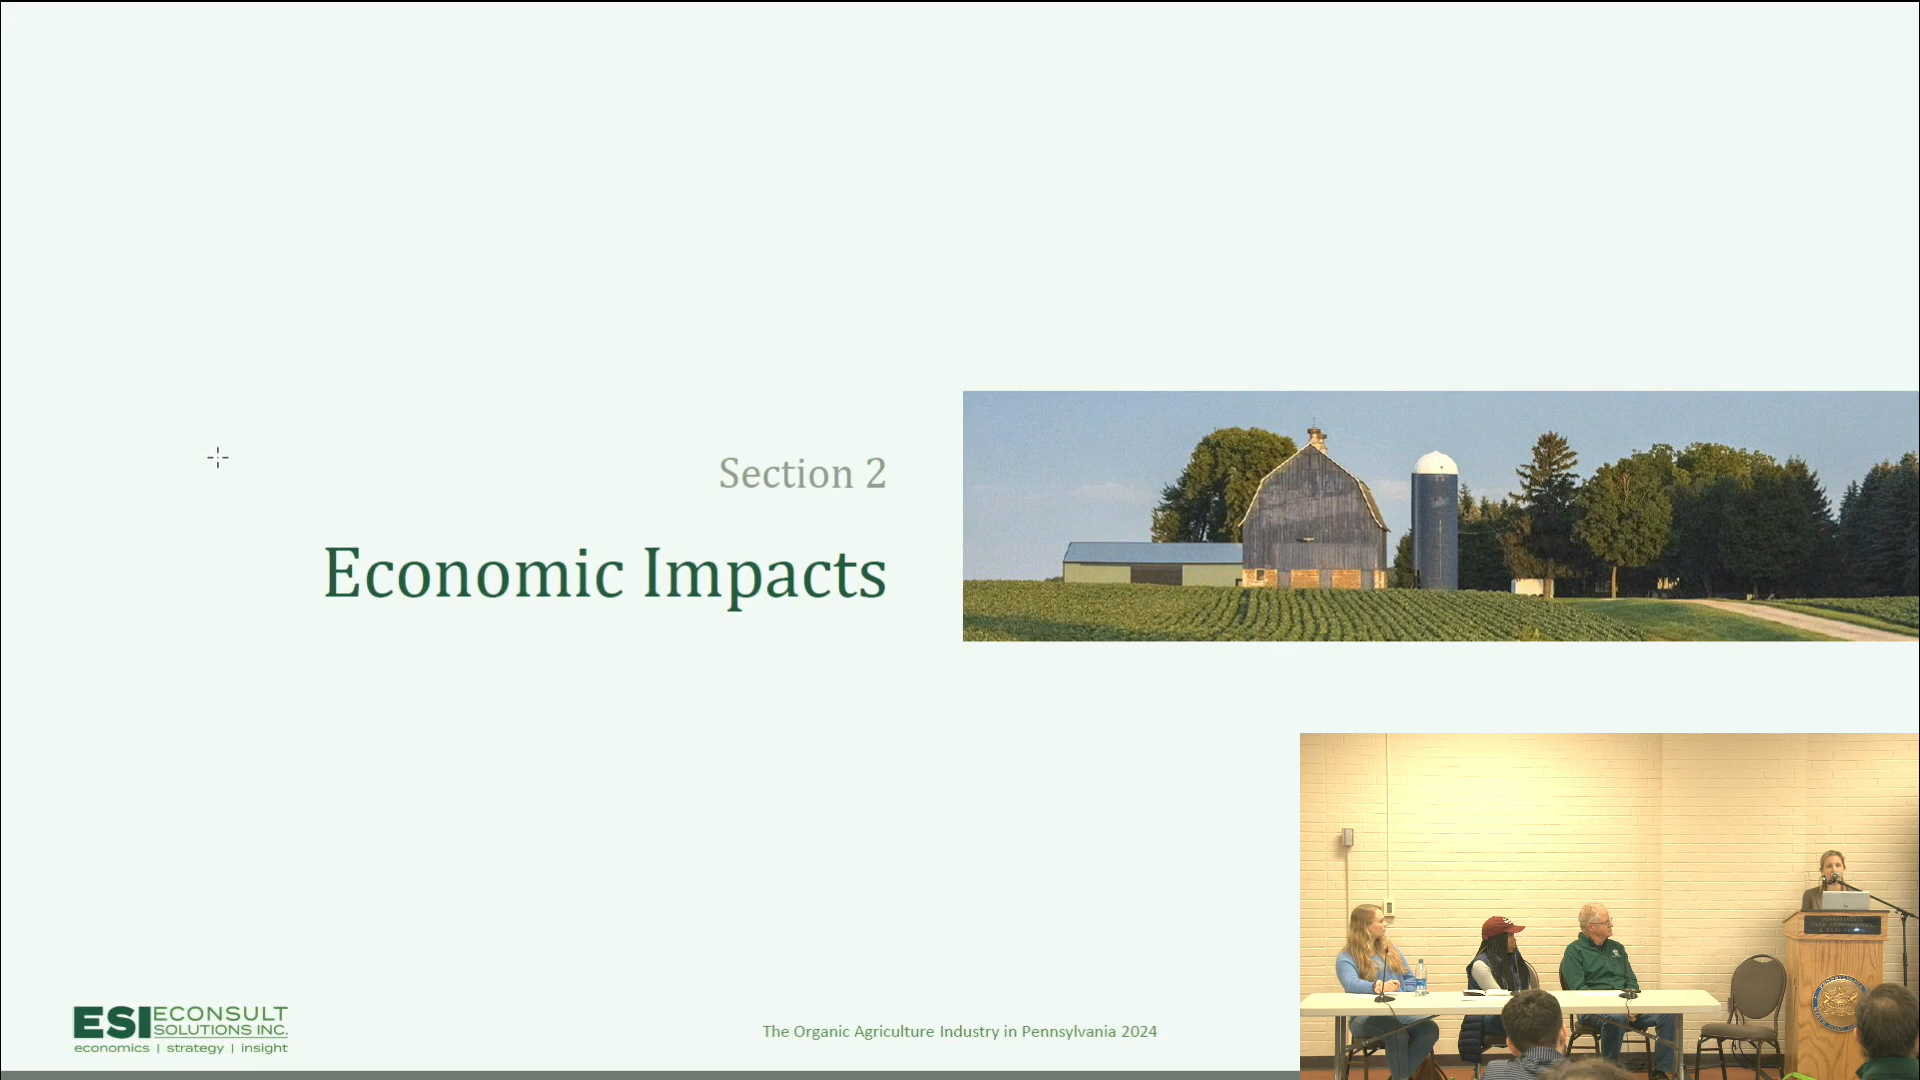 Section 2
Economic Impacts
ESI ECONSULT
SOLUTIONS INC.
economics | strategy | insight
The Organic Agriculture Industry in Pennsylvania 2024